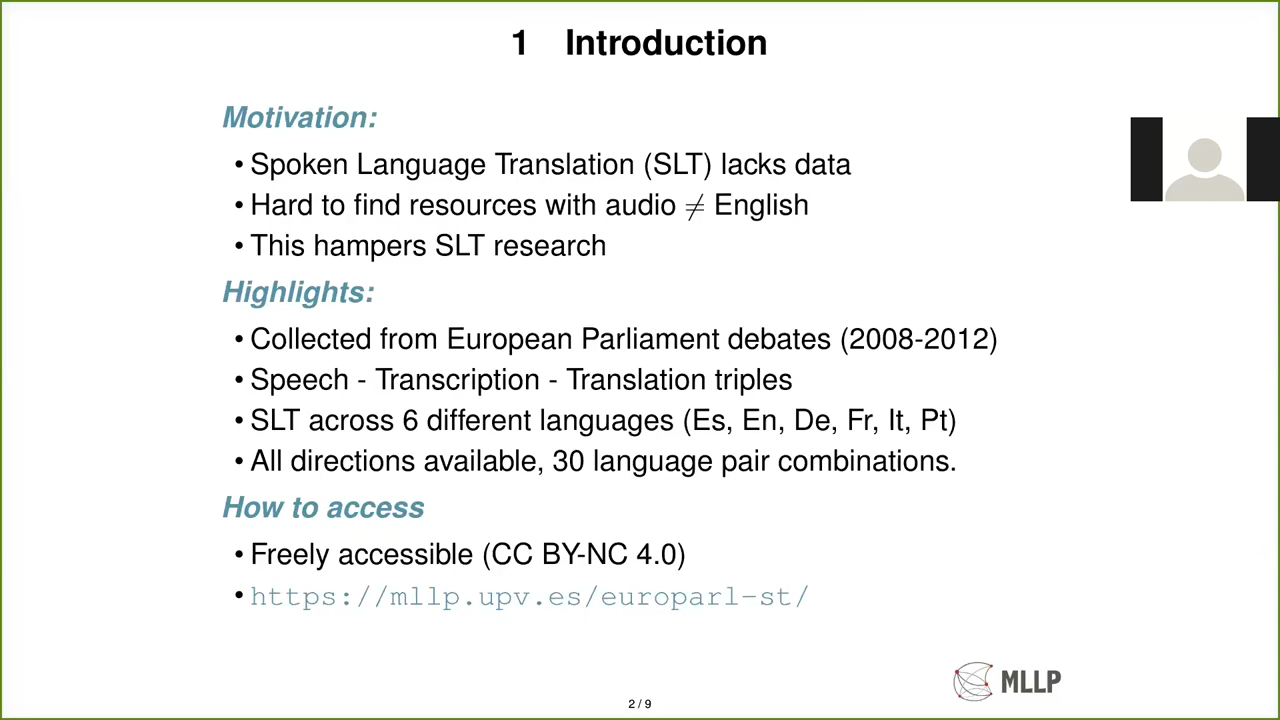 1 Introduction
Motivation:
• Spoken Language Translation (SLT) lacks data
• Hard to find resources with audio ≠ English
• This hampers SLT research
Highlights:
• Collected from European Parliament debates (2008-2012)
• Speech - Transcription - Translation triples
• SLT across 6 different languages (Es, En, De, Fr, It, Pt)
• All directions available, 30 language pair combinations.
How to access
• Freely accessible (CC BY-NC 4.0)
• https://mllp.upv.es/europarl-st/
MLLP
2 / 9